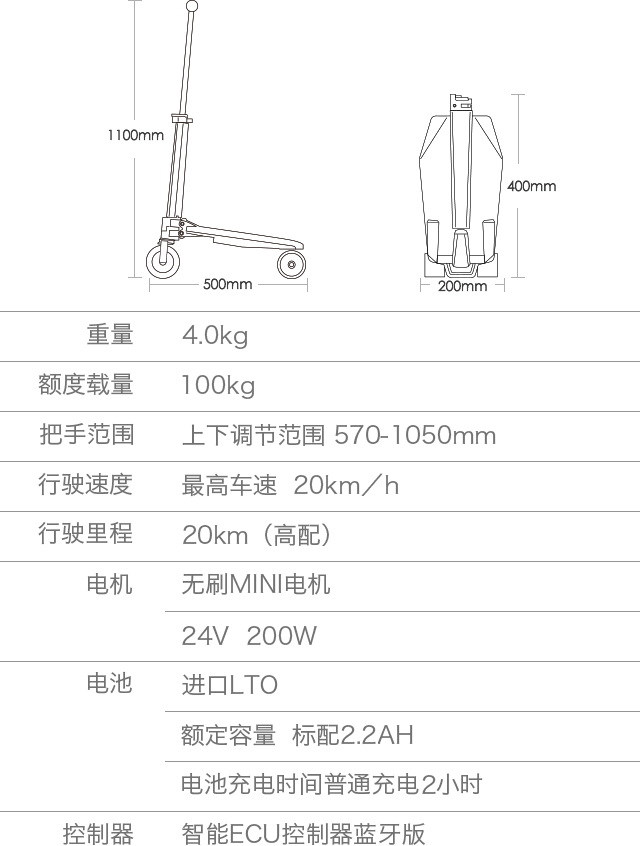 1100mm
400mm
500mm
200mm
重量 4.0kg
额度载量 100kg
把手范围 上下调节范围 570-1050mm
行驶速度 最高车速 20km／h
行驶里程 20km（高配）
电机 无刷MINI电机
24V 200W
电池 进口LTO
额定容量 标配2.2AH
电池充电时间普通充电2小时
控制器 智能ECU控制器蓝牙版